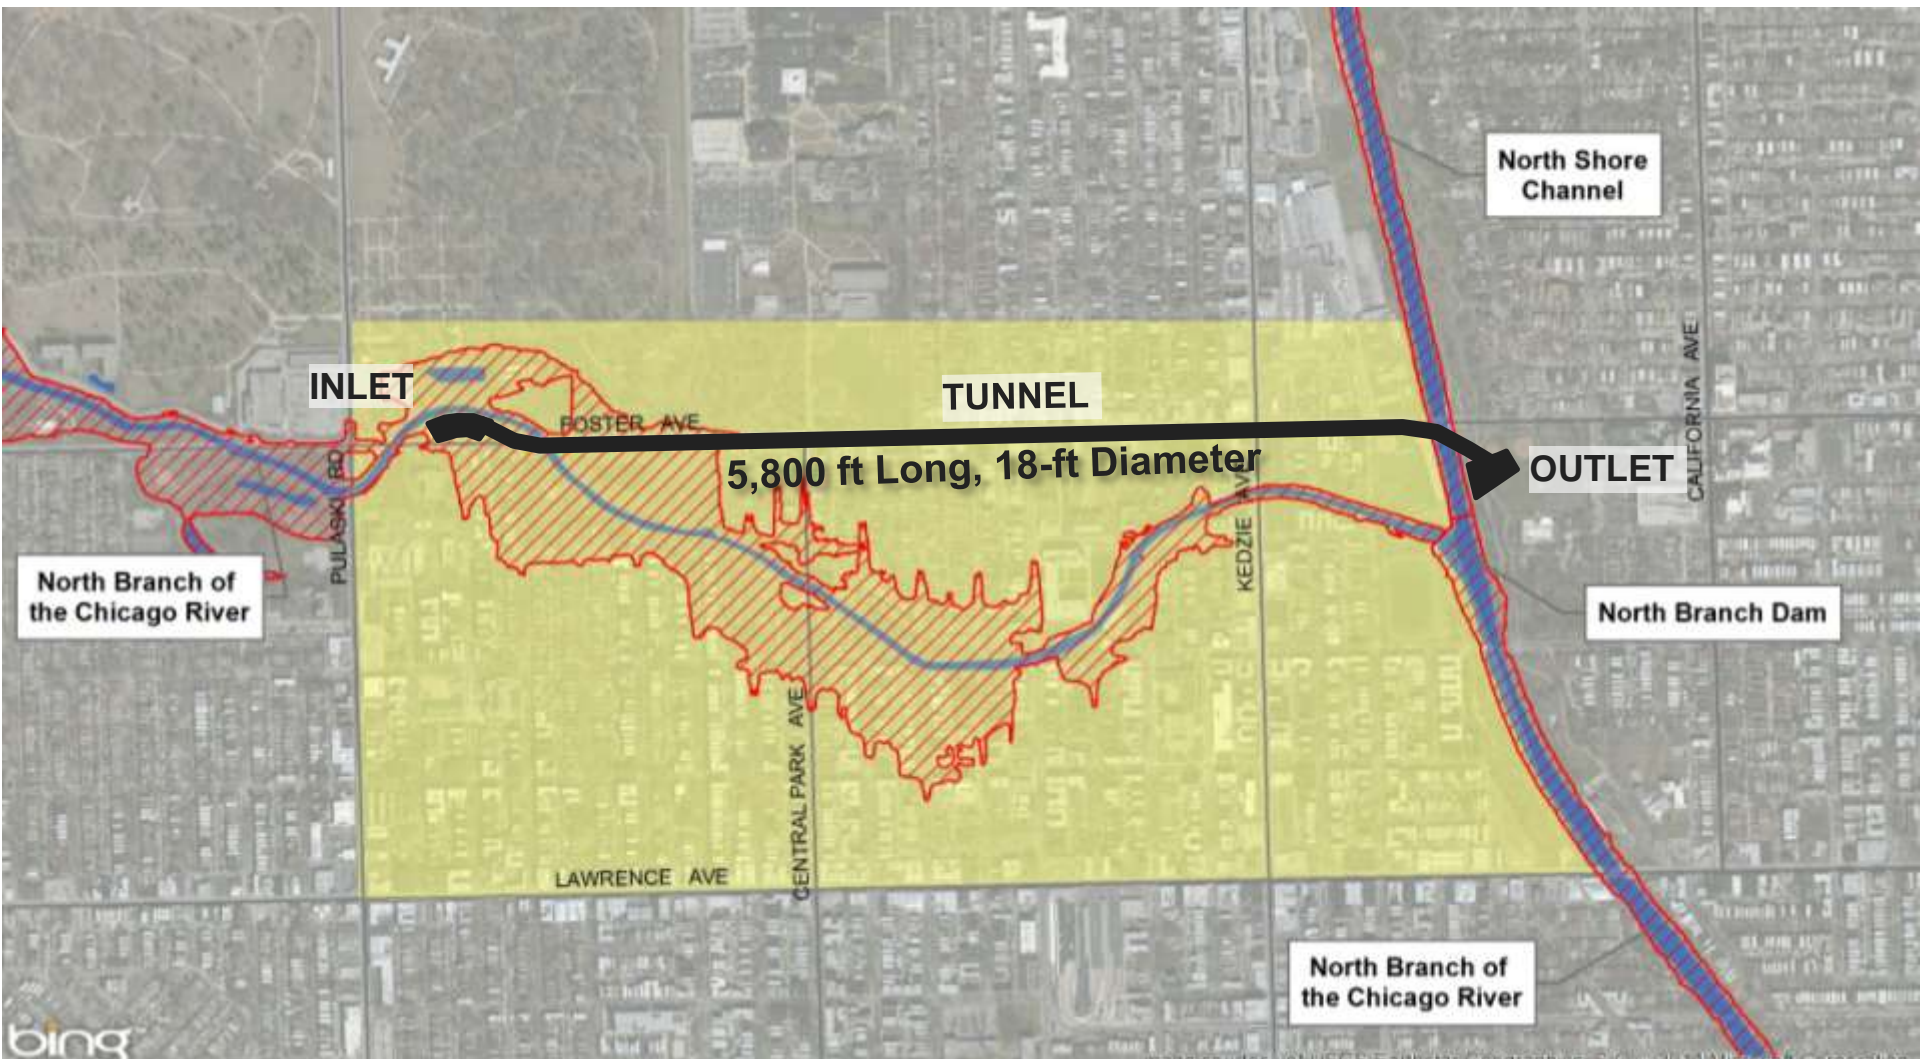 North Shore
Channel
CALIFORNIA AVE
INLET
TUNNEL
FOSTER AVE
5,800 ft Long, 18-ft Diameter
OUTLET
PULASKI RD
KEDZIE AVE
North Branch of
the Chicago River
North Branch Dam
CENTRAL PARK AVE
LAWRENCE AVE
North Branch of
the Chicago River
bing